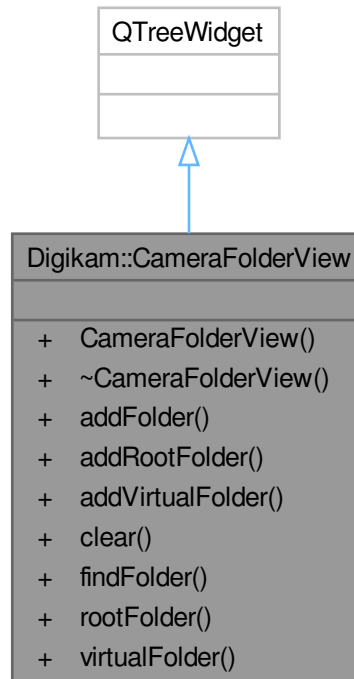 QTreeWidget
Digikam::CameraFolderView
+ CameraFolderView()
+ ~CameraFolderView()
+ addFolder()
+ addRootFolder()
+ addVirtualFolder()
+ clear()
+ findFolder()
+ rootFolder()
+ virtualFolder()